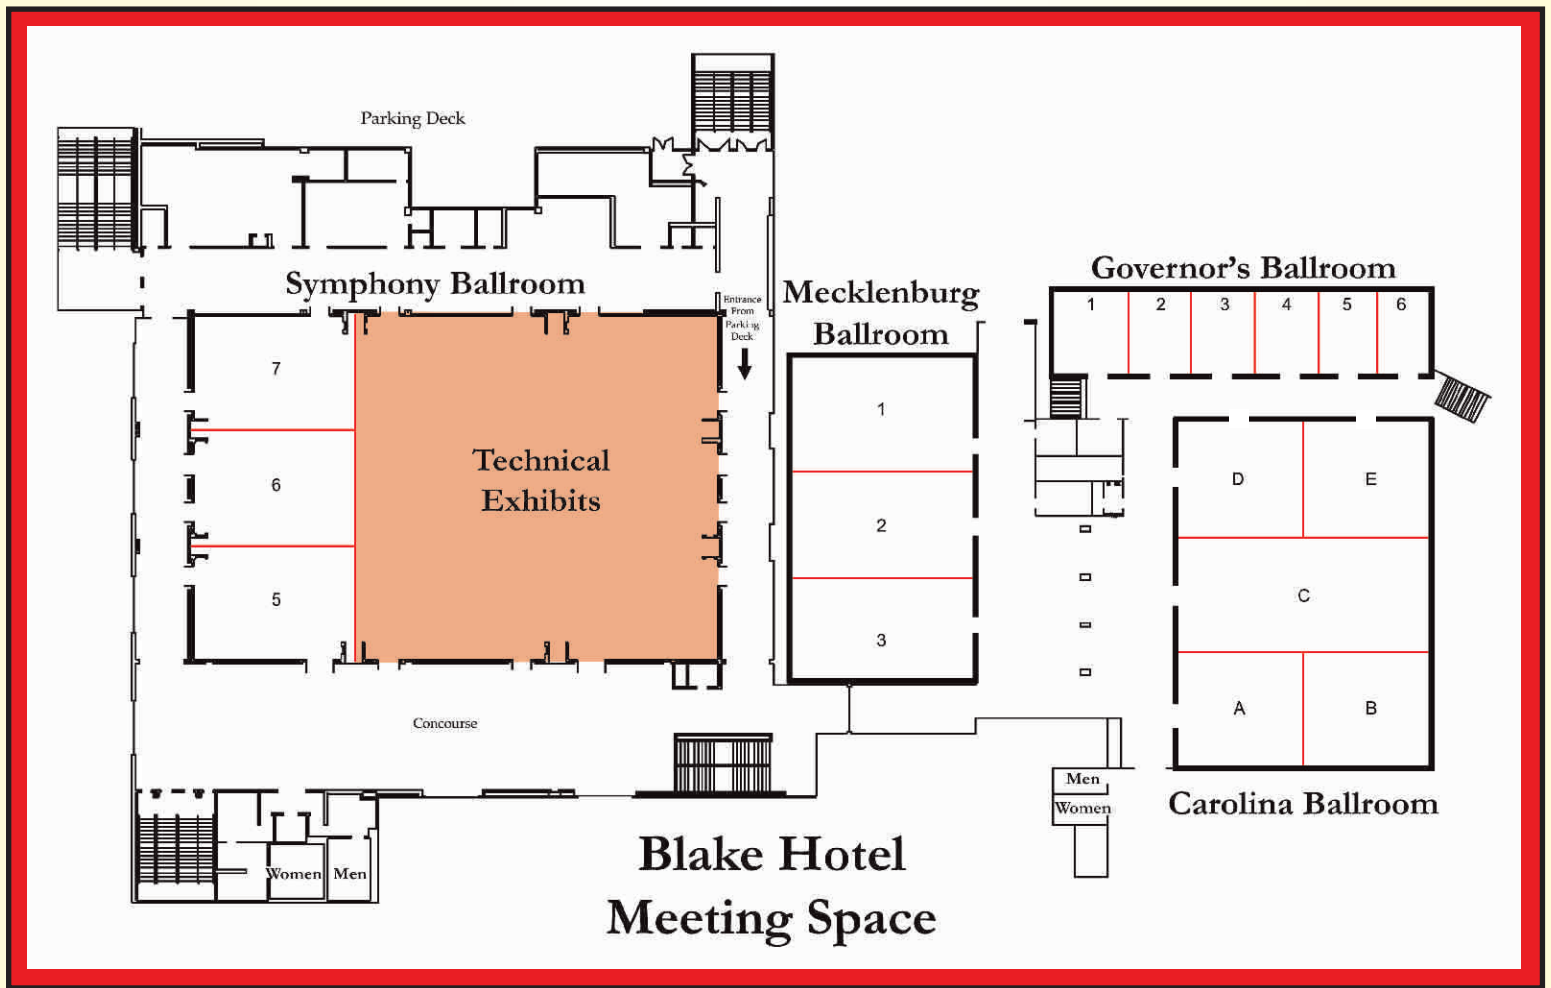 Parking Deck
Symphony Ballroom
Entrance
From
Parking
Deck
7
6
5
Technical
Exhibits
Concourse
Women
Men
Mecklenburg
Ballroom
1
2
3
Governor's Ballroom
1 2 3 4 5 6
D E
C
A B
Carolina Ballroom
Men
Women
Blake Hotel
Meeting Space